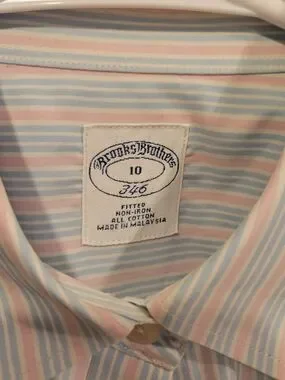 Brooks Brothers
10
346
FITTED
NON-IRON
ALL COTTON
MADE IN MALAYSIA